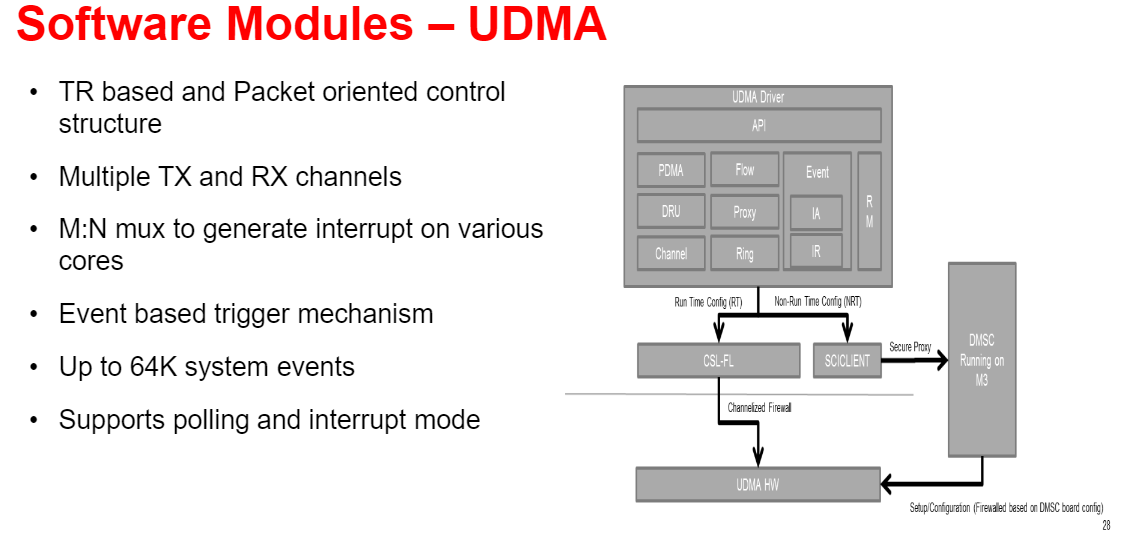 Software Modules – UDMA
• TR based and Packet oriented control
structure
• Multiple TX and RX channels
• M:N mux to generate interrupt on various
cores
• Event based trigger mechanism
• Up to 64K system events
• Supports polling and interrupt mode
UDMA Driver
API
PDMA
Flow
Event
DRU
Proxy
IA
R
M
Channel
Ring
IR
Run Time Config (RT)
Non-Run Time Config (NRT)
CSL-FL
SCICLIENT
Secure Proxy
DMSC
Running on
M3
Channelized Firewall
UDMA HW
Setup/Configuration (Firewalled based on DMSC board config)
28